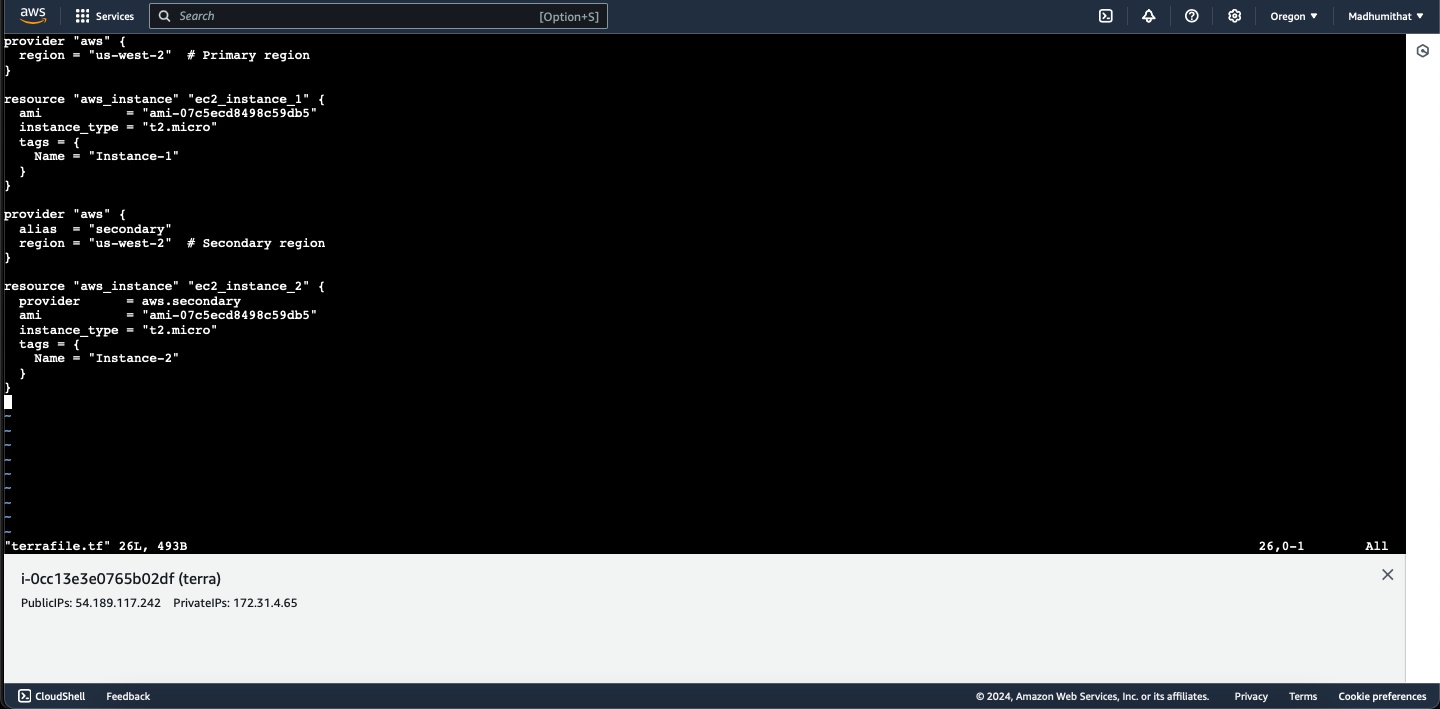 aws Services Search [Option+S] Oregon ▼ Madhumithat ▼
provider "aws" {
  region = "us-west-2"  # Primary region
}

resource "aws_instance" "ec2_instance_1" {
  ami           = "ami-07c5ecd8498c59db5"
  instance_type = "t2.micro"
  tags = {
    Name = "Instance-1"
  }
}

provider "aws" {
  alias  = "secondary"
  region = "us-west-2"  # Secondary region
}

resource "aws_instance" "ec2_instance_2" {
  provider      = aws.secondary
  ami           = "ami-07c5ecd8498c59db5"
  instance_type = "t2.micro"
  tags = {
    Name = "Instance-2"
  }
}
~
~
~
~
~
~
~
~
~
"terrafile.tf" 26L, 493B 26,0-1 All
i-0cc13e3e0765b02df (terra)
PublicIPs: 54.189.117.242 PrivateIPs: 172.31.4.65
CloudShell Feedback © 2024, Amazon Web Services, Inc. or its affiliates. Privacy Terms Cookie preferences